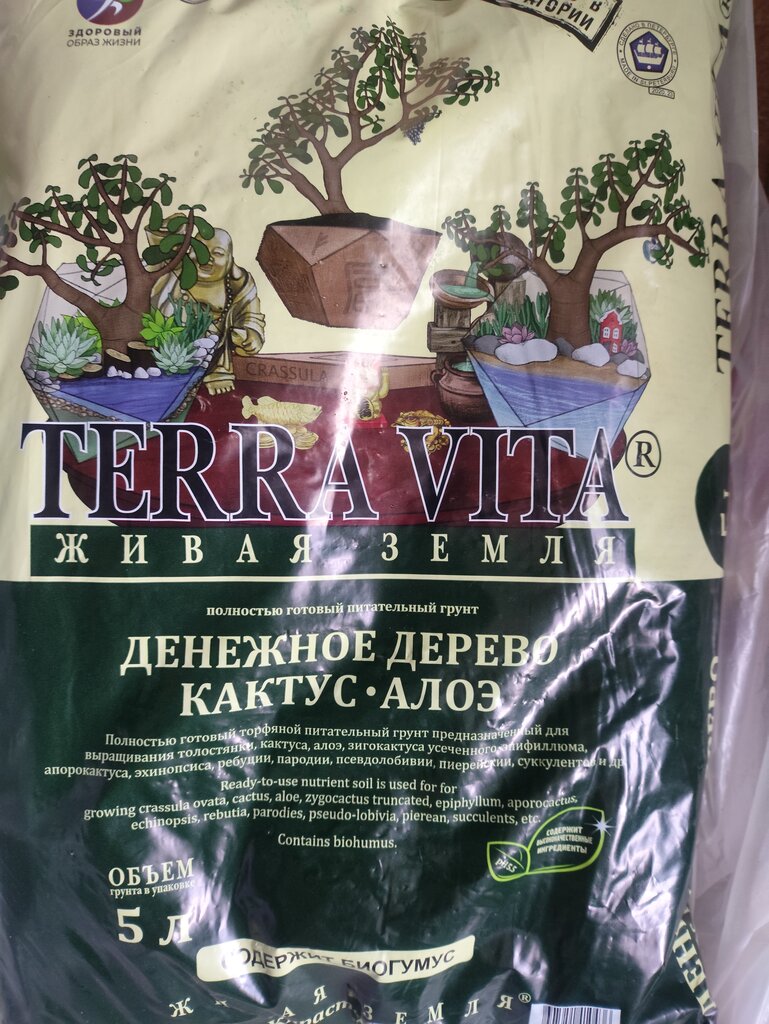 ЗДОРОВЫЙ
ОБРАЗ ЖИЗНИ
В
CRASSULA
TERRA VITA®
ЖИВАЯ ЗЕМЛЯ
полностью готовый питательный грунт
ДЕНЕЖНОЕ ДЕРЕВО
КАКТУС·АЛОЭ
Полностью готовый торфяной питательный грунт предназначенный для
выращивания толстянки, кактуса, алоэ, зигокактуса усеченного, эпифиллюма,
апорокактуса, эхинопсиса, ребуции, пародии, псевдолобивии, пиерейскии, суккулентов и др
Ready-to-use nutrient soil is used for for
growing crassula ovata, cactus, aloe, zygocactus truncated, epiphyllum, aporocactus,
echinopsis, rebutia, parodies, pseudo-lobivia, pierean, succulents, etc.
Contains biohumus.
СОДЕРЖИТ
ВЫСОКОКАЧЕСТВЕННЫЕ
ИНГРЕДИЕНТЫ
ОБЪЕМ
грунта в упаковке
5 л
СОДЕРЖИТ БИОГУМУС
ЗЕМЛЯ®